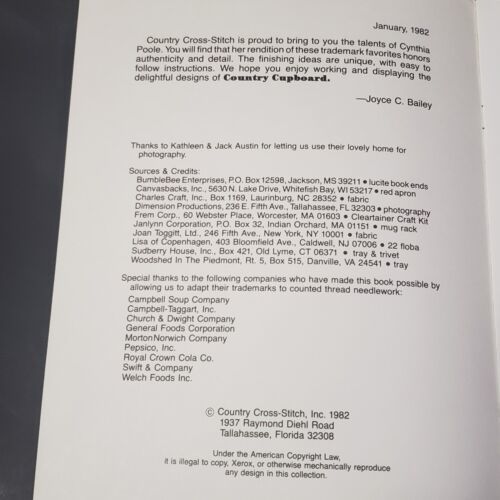 January, 1982
Country Cross-Stitch is proud to bring to you the talents of Cynthia
Poole. You will find that her rendition of these trademark favorites honors
authenticity and detail. The finishing ideas are unique, with easy to
follow instructions. We hope you enjoy working and displaying the
delightful designs of Country Cupboard.
—Joyce C. Bailey
Thanks to Kathleen & Jack Austin for letting us use their lovely home for
photography.
Sources & Credits:
BumbleBee Enterprises, P.O. Box 12598, Jackson, MS 39211 • lucite book ends
Canvasbacks, Inc., 5630 N. Lake Drive, Whitefish Bay, WI 53217 • red apron
Charles Craft, Inc., Box 1169, Laurinburg, NC 28352 • fabric
Dimension Productions, 236 E. Fifth Ave., Tallahassee, FL 32303 • photography
Frem Corp., 60 Webster Place, Worcester, MA 01603 • Cleartainer Craft Kit
Janlynn Corporation, P.O. Box 32, Indian Orchard, MA 01151 • mug rack
Joan Toggitt, Ltd., 246 Fifth Ave., New York, NY 10001 • fabric
Lisa of Copenhagen, 403 Bloomfield Ave., Caldwell, NJ 07006 • 22 floba
Sudberry House, Inc., Box 421, Old Lyme, CT 06371 • tray & trivet
Woodshed In The Piedmont, Rt. 5, Box 515, Danville, VA 24541 • tray
Special thanks to the following companies who have made this book possible by
allowing us to adapt their trademarks to counted thread needlework:
Campbell Soup Company
Campbell-Taggart, Inc.
Church & Dwight Company
General Foods Corporation
MortonNorwich Company
Pepsico, Inc.
Royal Crown Cola Co.
Swift & Company
Welch Foods Inc.
© Country Cross-Stitch, Inc. 1982
1937 Raymond Diehl Road
Tallahassee, Florida 32308
Under the American Copyright Law,
it is illegal to copy, Xerox, or otherwise mechanically reproduce
any design in this collection.